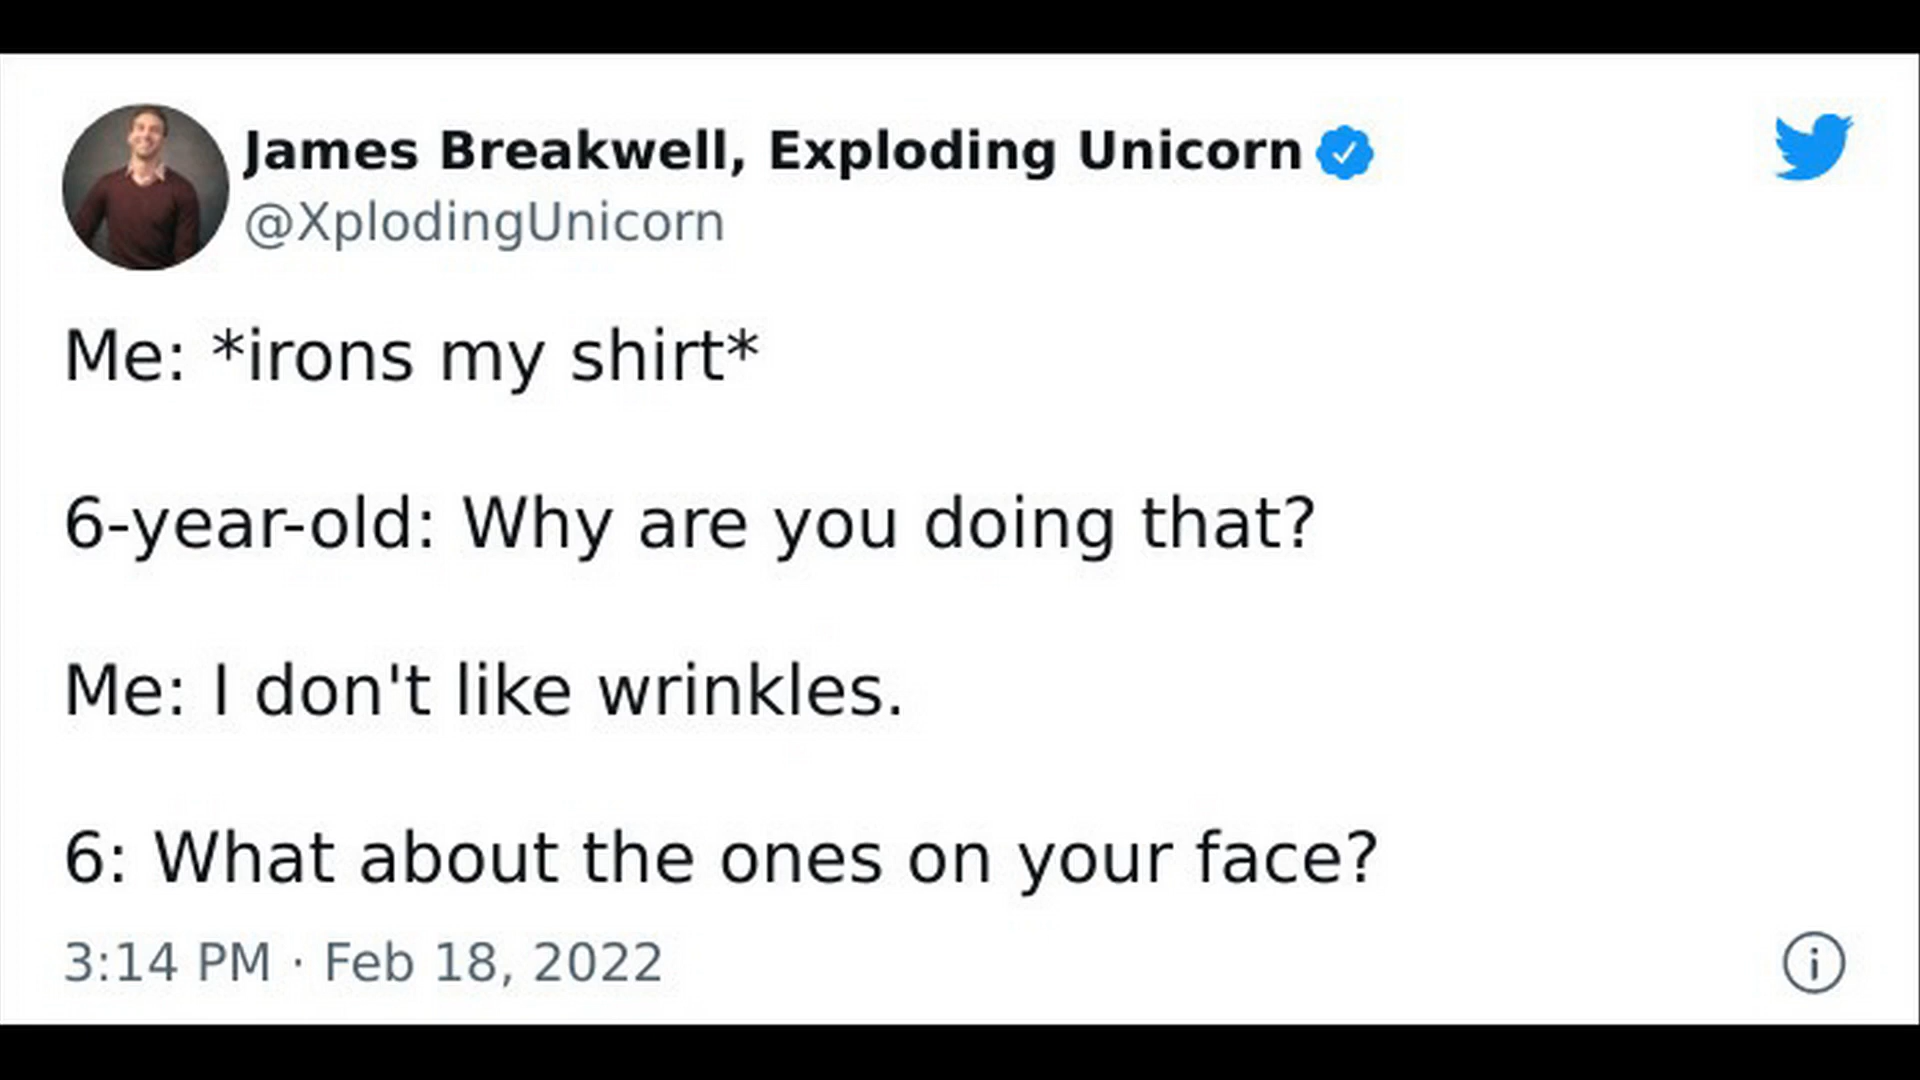 James Breakwell, Exploding Unicorn
@XplodingUnicorn
Me: *irons my shirt*
6-year-old: Why are you doing that?
Me: I don't like wrinkles.
6: What about the ones on your face?
3:14 PM · Feb 18, 2022